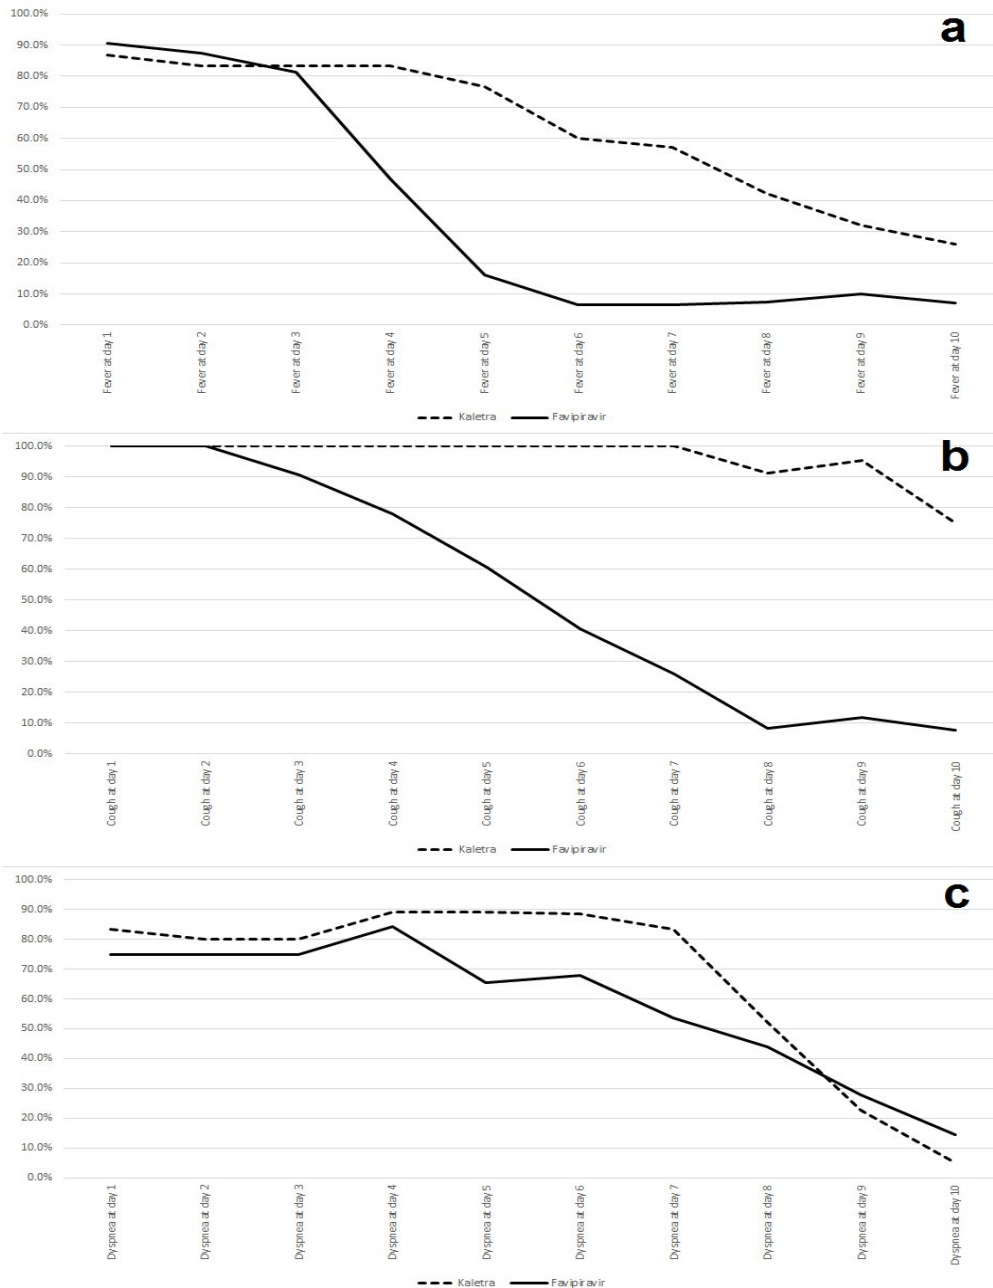 a
100.0%
90.0%
80.0%
70.0%
60.0%
50.0%
40.0%
30.0%
20.0%
10.0%
0.0%
Fever at day 1
Fever at day 2
Fever at day 3
Fever at day 4
Fever at day 5
Fever at day 6
Fever at day 7
Fever at day 8
Fever at day 9
Fever at day 10
Kaletra Favipiravir
b
100.0%
90.0%
80.0%
70.0%
60.0%
50.0%
40.0%
30.0%
20.0%
10.0%
0.0%
Cough at day 1
Cough at day 2
Cough at day 3
Cough at day 4
Cough at day 5
Cough at day 6
Cough at day 7
Cough at day 8
Cough at day 9
Cough at day 10
Kaletra Favipiravir
c
100.0%
90.0%
80.0%
70.0%
60.0%
50.0%
40.0%
30.0%
20.0%
10.0%
0.0%
Dyspnea at day 1
Dyspnea at day 2
Dyspnea at day 3
Dyspnea at day 4
Dyspnea at day 5
Dyspnea at day 6
Dyspnea at day 7
Dyspnea at day 8
Dyspnea at day 9
Dyspnea at day 10
Kaletra Favipiravir